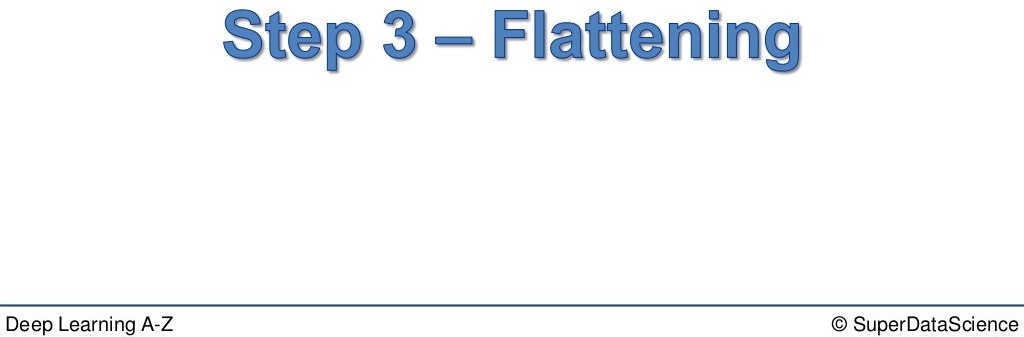 Step 3 – Flattening
Deep Learning A-Z
© SuperDataScience